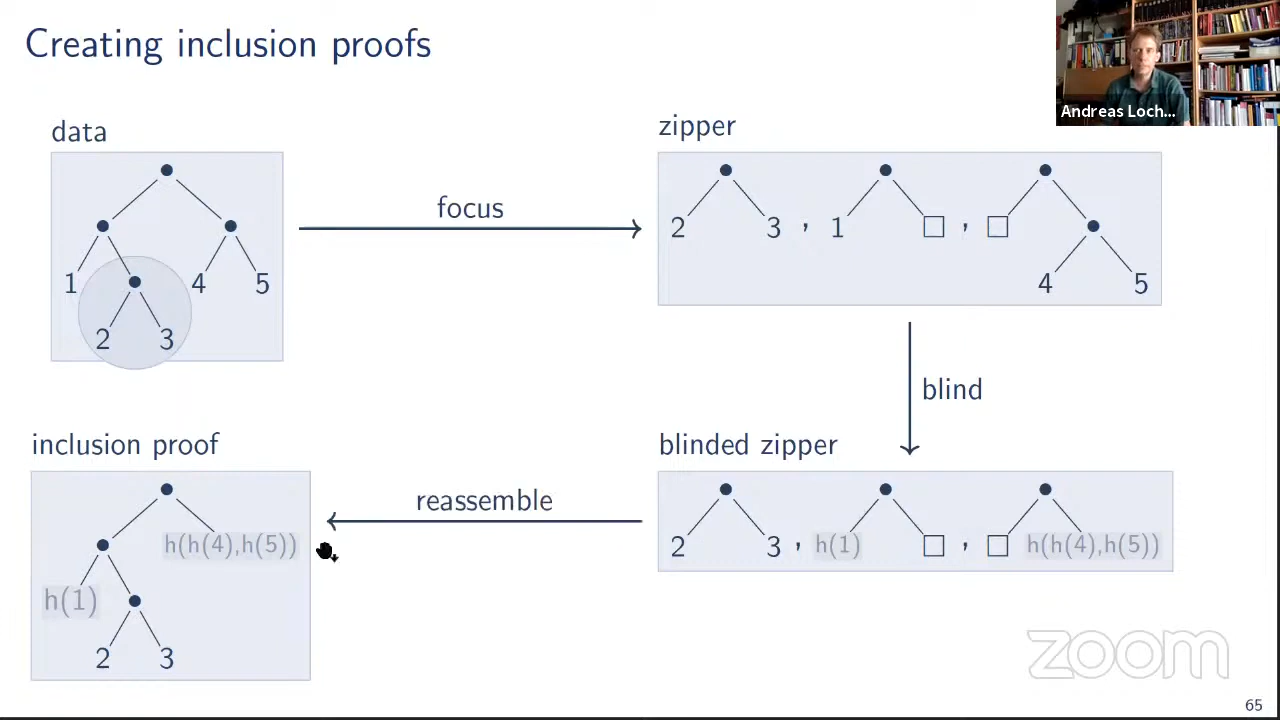 Creating inclusion proofs
Andreas Loch...
data
zipper
focus
2 3 , 1 □ , □
1 4 5
4 5
2 3
blind
inclusion proof
blinded zipper
reassemble
h(h(4),h(5))
2 3 , h(1) □ , □ h(h(4),h(5))
h(1)
2 3
zoom
65